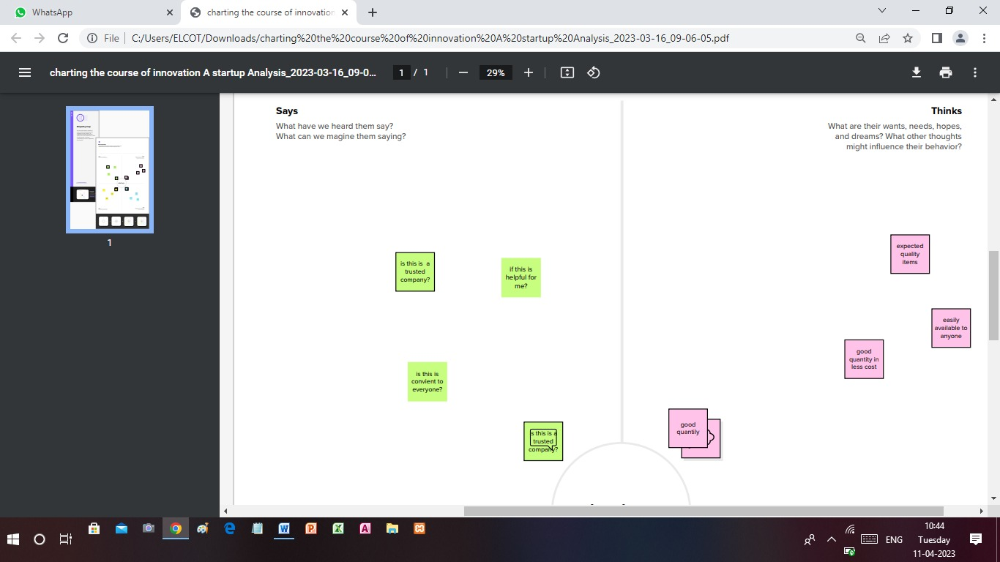 WhatsApp
charting the course of innovation
File
C:/Users/ELCOT/Downloads/charting%20the%20course%20of%20innovation%20A%20startup%20Analysis_2023-03-16_09-06-05.pdf
charting the course of innovation A startup Analysis_2023-03-16_09-0...
1 / 1
29%
1
Says
What have we heard them say?
What can we magine them saying?
Thinks
What are their wants, needs, hopes,
and dreams? What other thoughts
might influence their behavior?
is this is a
trusted
company?
if this is
helpful for
me?
is this is
convient to
everyone?
is this is a
trusted
company?
expected
quality
items
easily
available to
anyone
good
quantity in
less cost
good
quantily
ENG
10:44
Tuesday
11-04-2023